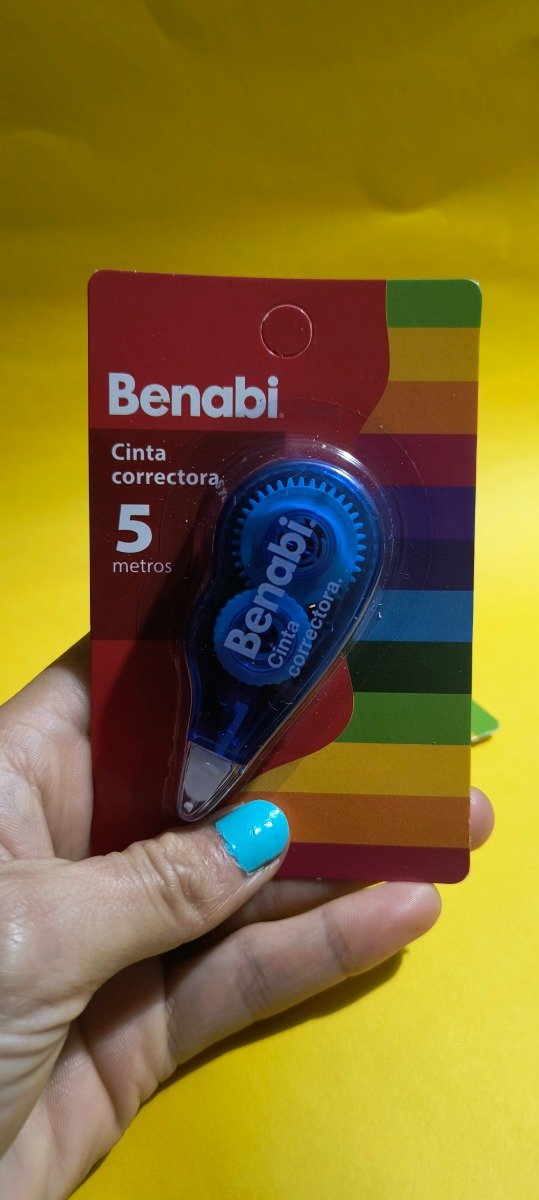 Benabi
Cinta
correctora
5
metros
Benabi
Cinta
correctora.